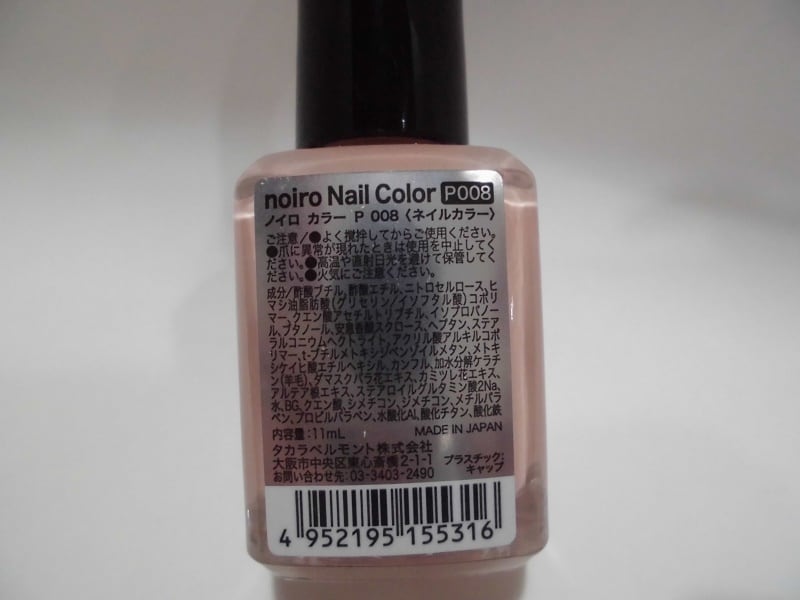 noiro Nail Color P008
ノイロ カラー P 008〈ネイルカラー〉
ご注意/●よく撹拌してからご使用ください。
●爪に異常が現れたときは使用を中止してく
ださい。●高温や直射日光を避けて保管してく
ださい。●火気にご注意ください。
成分/酢酸ブチル、酢酸エチル、ニトロセルロース、ヒ
マシ油脂肪酸(グリセリン/イソフタル酸)コポリ
マー、クエン酸アセチルトリブチル、イソプロパノー
ル、ブタノール、安息香酸スクロース、ヘプタン、ステア
ラルコニウムヘクトライト、アクリル酸アルキルコポ
リマー、t-ブチルメトキシジベンゾイルメタン、メトキ
シケイヒ酸エチルヘキシル、カンフル、加水分解ケラチ
ン(羊毛)、ダマスクバラ花エキス、カミツレ花エキス、
アルテア根エキス、ステアロイルグルタミン酸2Na、
水、BG、クエン酸、シメチコン、ジメチコン、メチルパラ
ベン、プロピルパラベン、水酸化Al、酸化チタン、酸化鉄
内容量:11mL MADE IN JAPAN
タカラベルモント株式会社
大阪市中央区東心斎橋2-1-1
お問い合わせ先:03-3403-2490
プラスチック:
キャップ
4 952195 155316